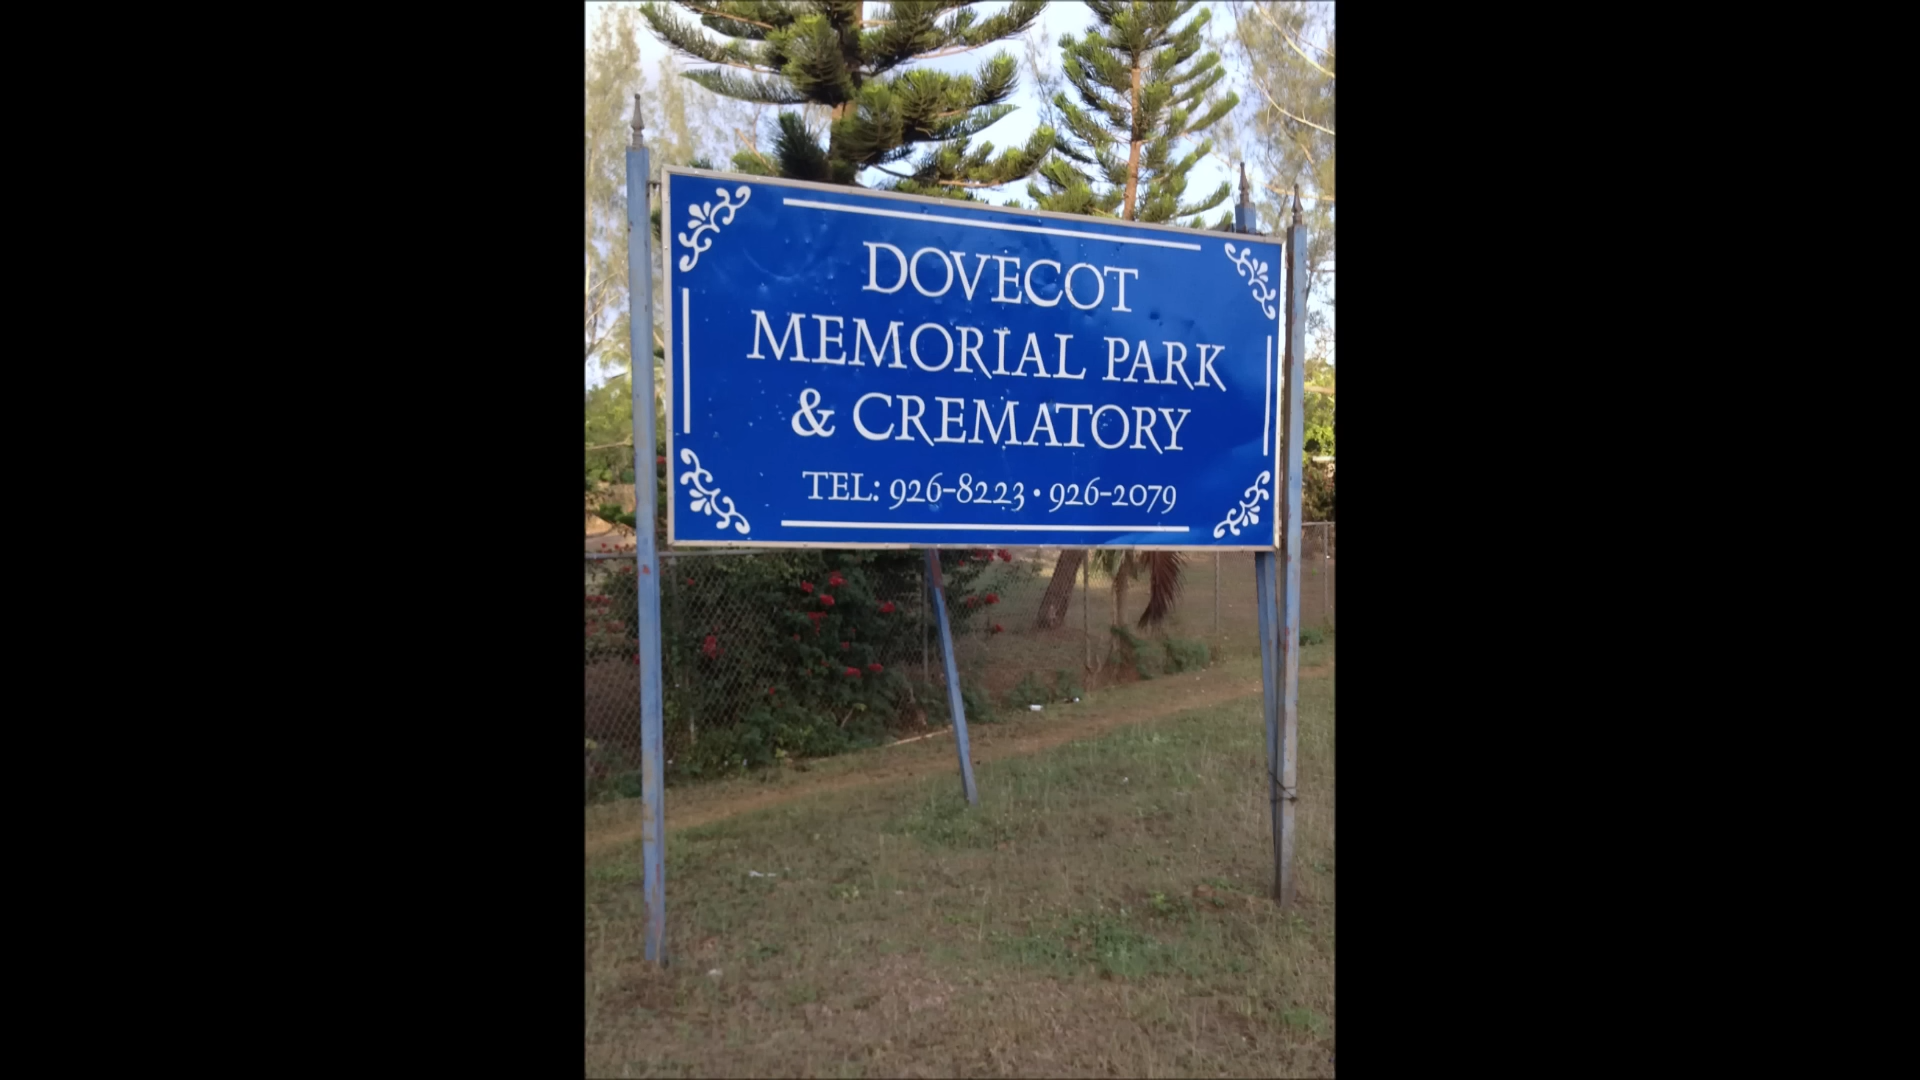 DOVECOT
MEMORIAL PARK
& CREMATORY
TEL: 926-8223 • 926-2079